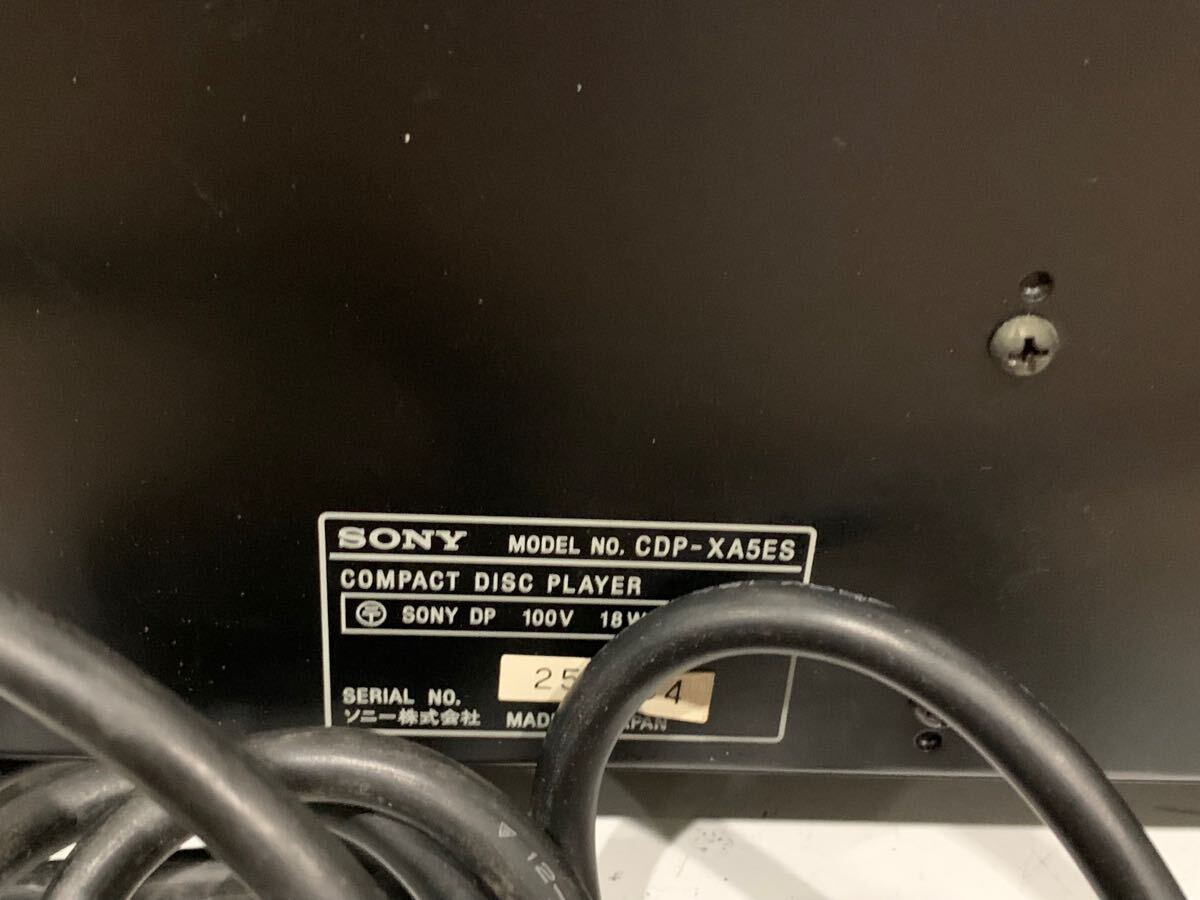 SONY MODEL NO. CDP-XA5ES
COMPACT DISC PLAYER
SONY DP 100V 18W
SERIAL NO.
ソニー株式会社